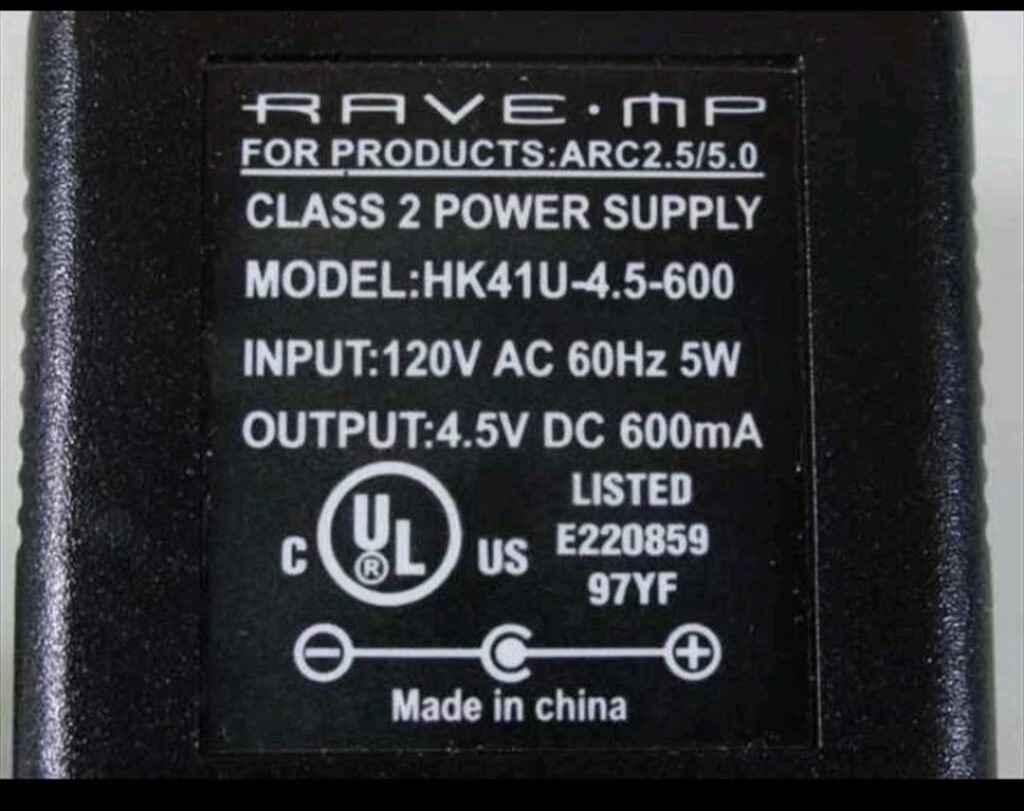 RAVE·MP
FOR PRODUCTS:ARC2.5/5.0
CLASS 2 POWER SUPPLY
MODEL:HK41U-4.5-600
INPUT:120V AC 60Hz 5W
OUTPUT:4.5V DC 600mA
C UL® US
LISTED
E220859
97YF
Made in china